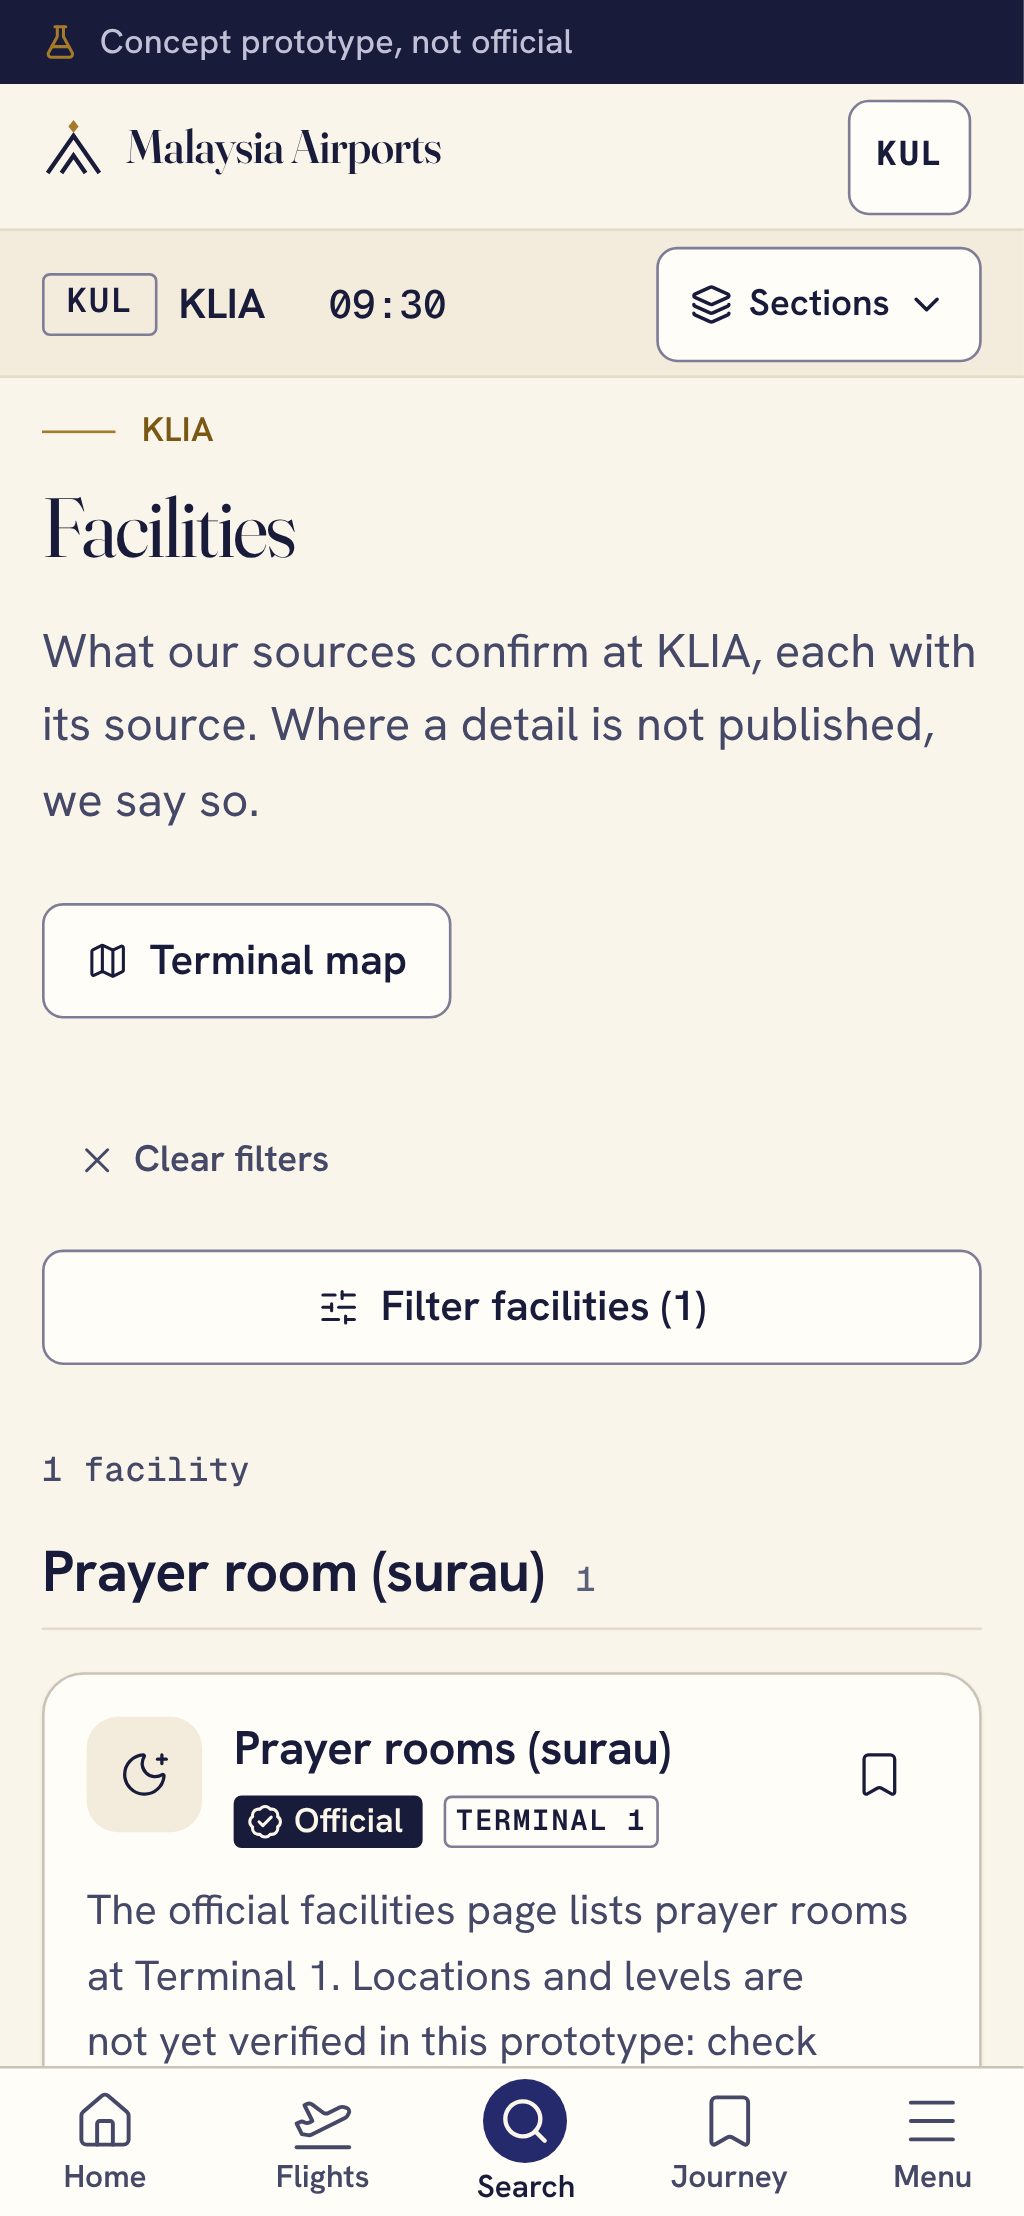 Concept prototype, not official
Malaysia Airports
KUL
KUL KLIA 09:30
Sections
KLIA
Facilities
What our sources confirm at KLIA, each with
its source. Where a detail is not published,
we say so.
Terminal map
Clear filters
Filter facilities (1)
1 facility
Prayer room (surau) 1
Prayer rooms (surau)
Official TERMINAL 1
The official facilities page lists prayer rooms
at Terminal 1. Locations and levels are
not yet verified in this prototype: check
Home Flights Search Journey Menu